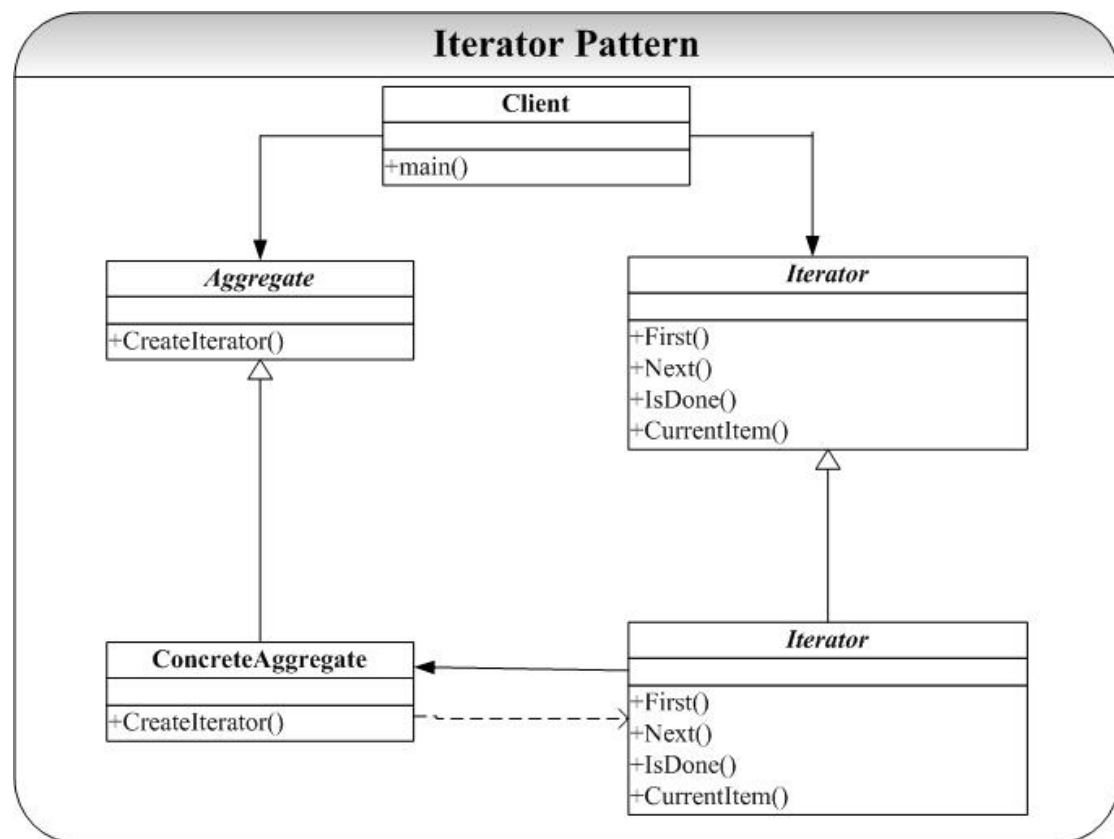 Iterator Pattern
Client
+main()
Aggregate
+CreateIterator()
Iterator
+First()
+Next()
+IsDone()
+CurrentItem()
ConcreteAggregate
+CreateIterator()
Iterator
+First()
+Next()
+IsDone()
+CurrentItem()